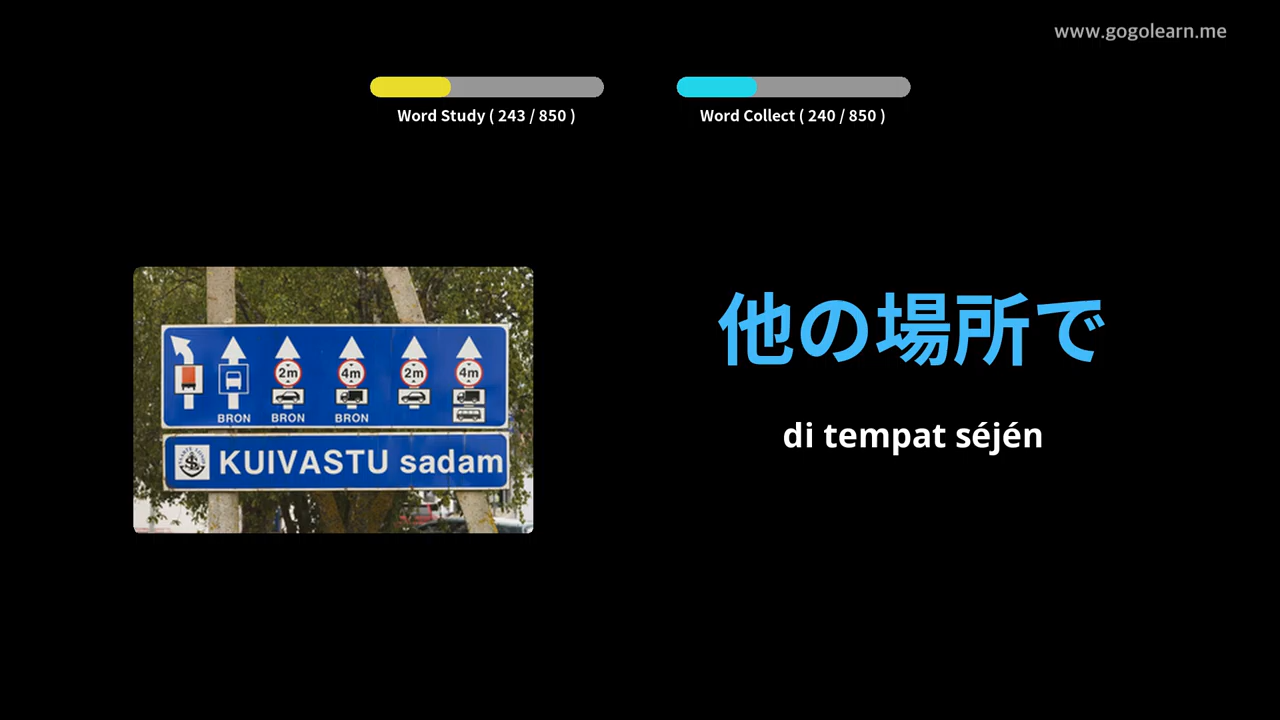 www.gogolearn.me
Word Study ( 243 / 850 )
Word Collect ( 240 / 850 )
2m 4m 2m 4m
BRON BRON BRON
KUIVASTU sadam
他の場所で
di tempat séjén